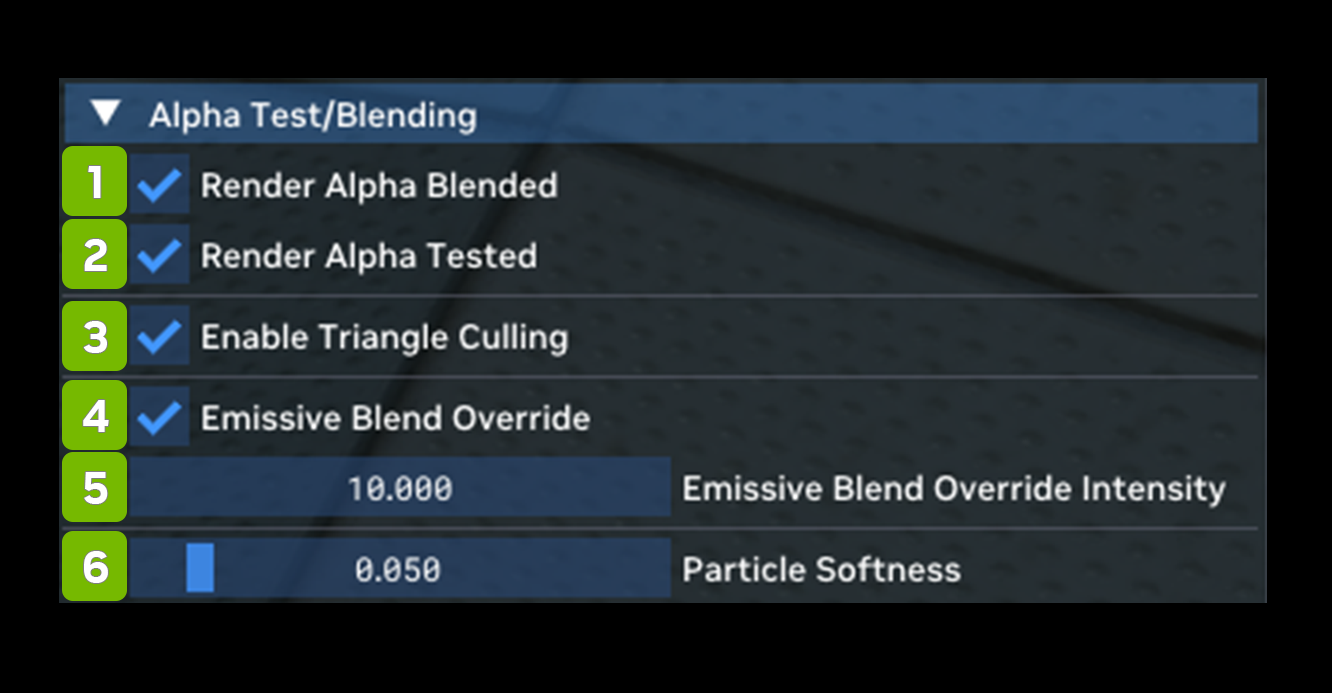 Alpha Test/Blending
1 Render Alpha Blended
2 Render Alpha Tested
3 Enable Triangle Culling
4 Emissive Blend Override
5 10.000 Emissive Blend Override Intensity
6 0.050 Particle Softness